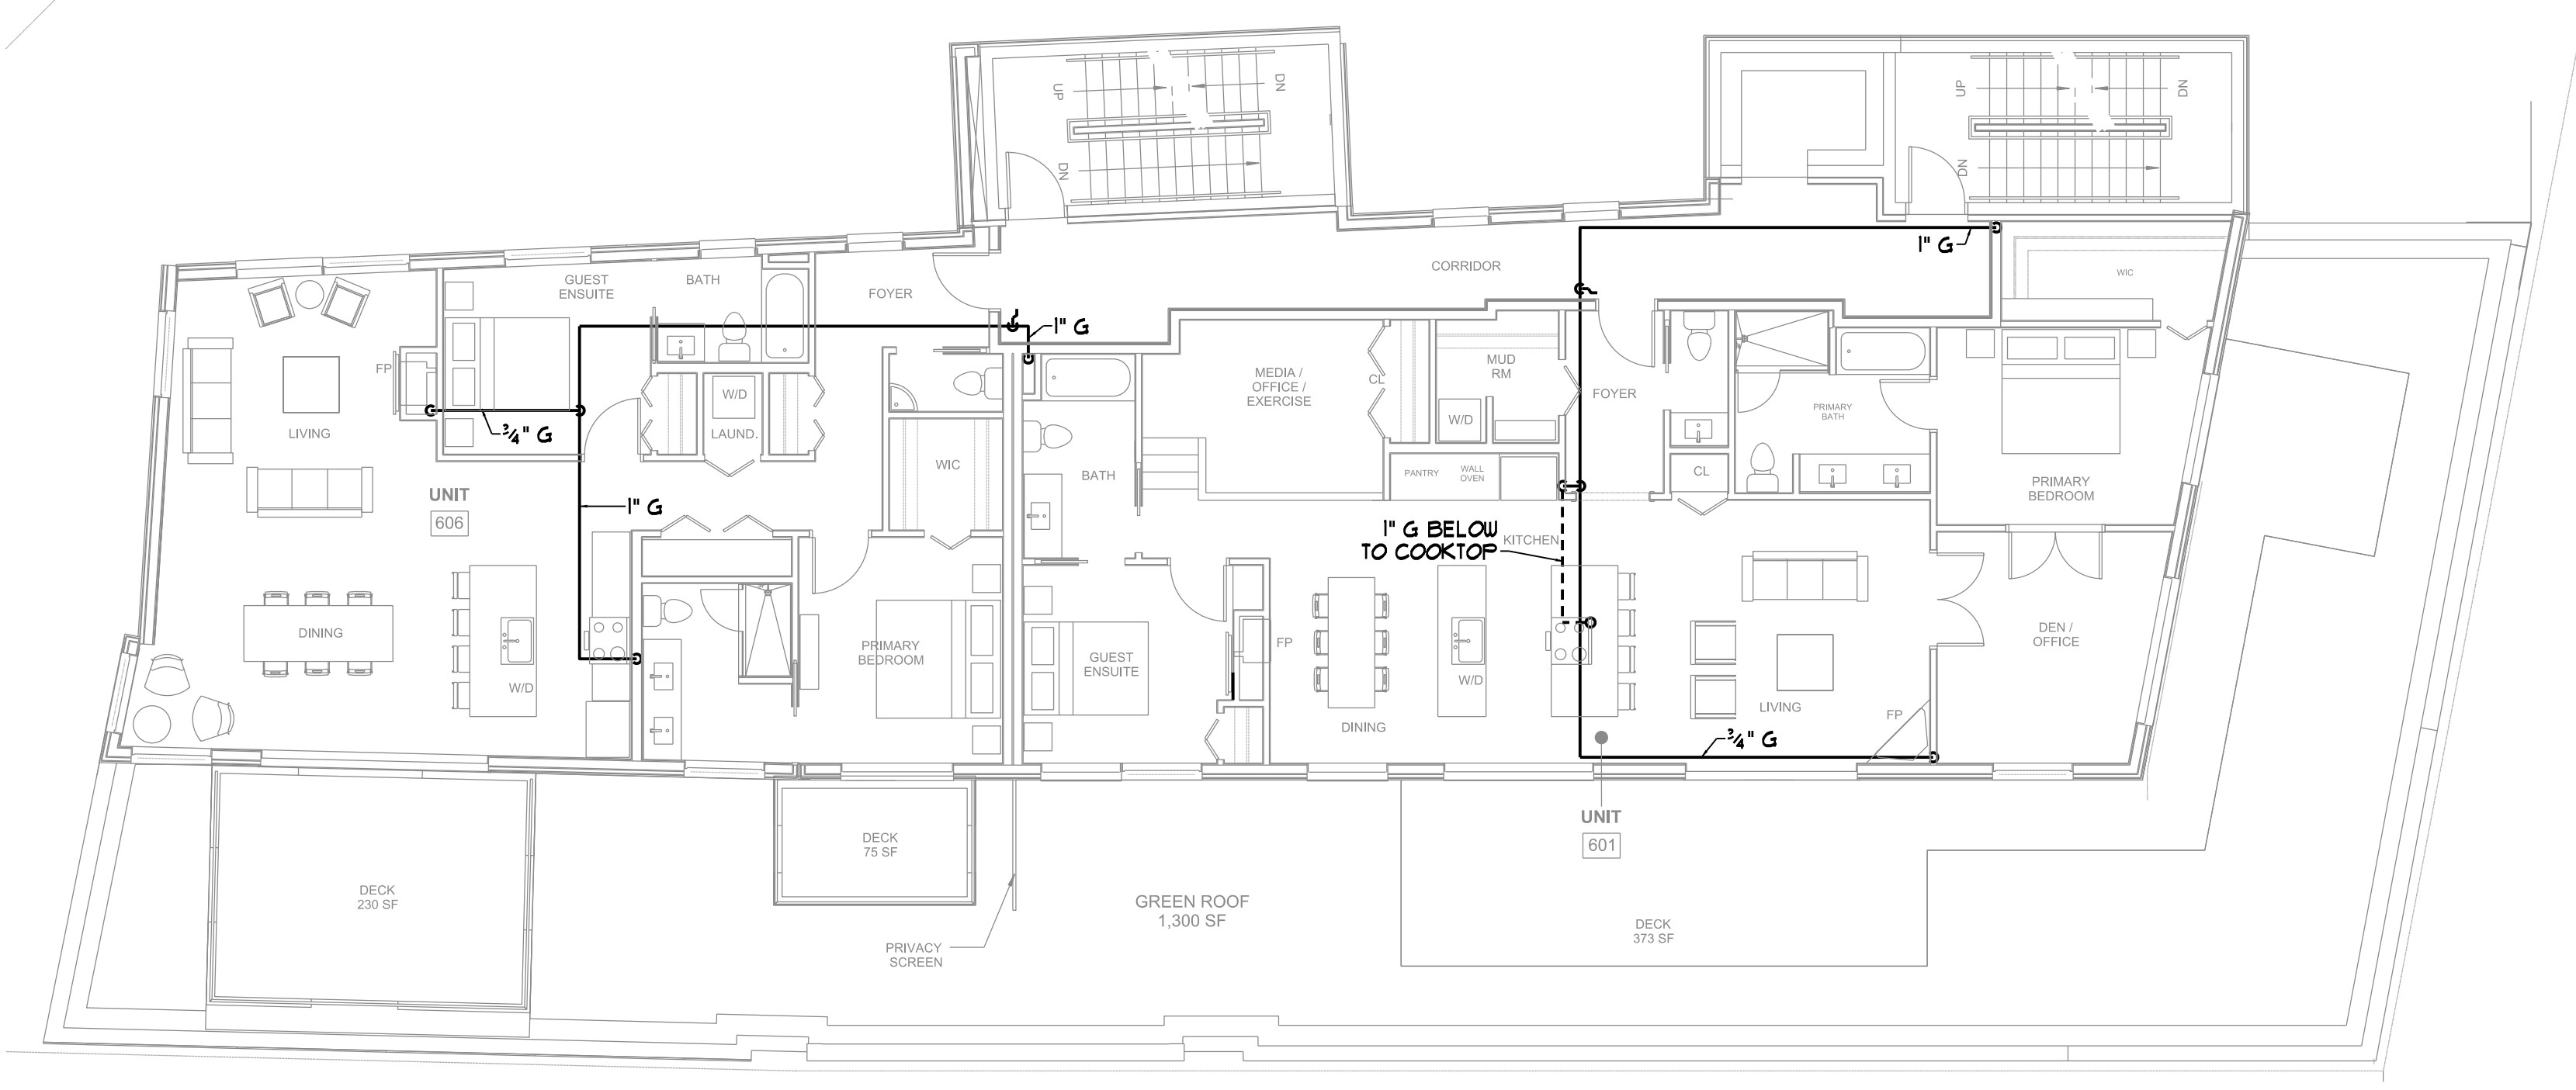 UP
DN
DN
UP
DN
DN
1" G
CORRIDOR
WIC
GUEST
ENSUITE
BATH
FOYER
1" G
FP
LIVING
3/4" G
W/D
LAUND.
WIC
BATH
MEDIA /
OFFICE /
EXERCISE
CL
MUD
RM
W/D
PANTRY
WALL
OVEN
FOYER
CL
PRIMARY
BATH
PRIMARY
BEDROOM
UNIT
606
1" G
1" G BELOW
TO COOKTOP
KITCHEN
DINING
W/D
PRIMARY
BEDROOM
GUEST
ENSUITE
FP
DINING
W/D
LIVING
FP
DEN /
OFFICE
3/4" G
UNIT
601
DECK
230 SF
DECK
75 SF
PRIVACY
SCREEN
GREEN ROOF
1,300 SF
DECK
373 SF